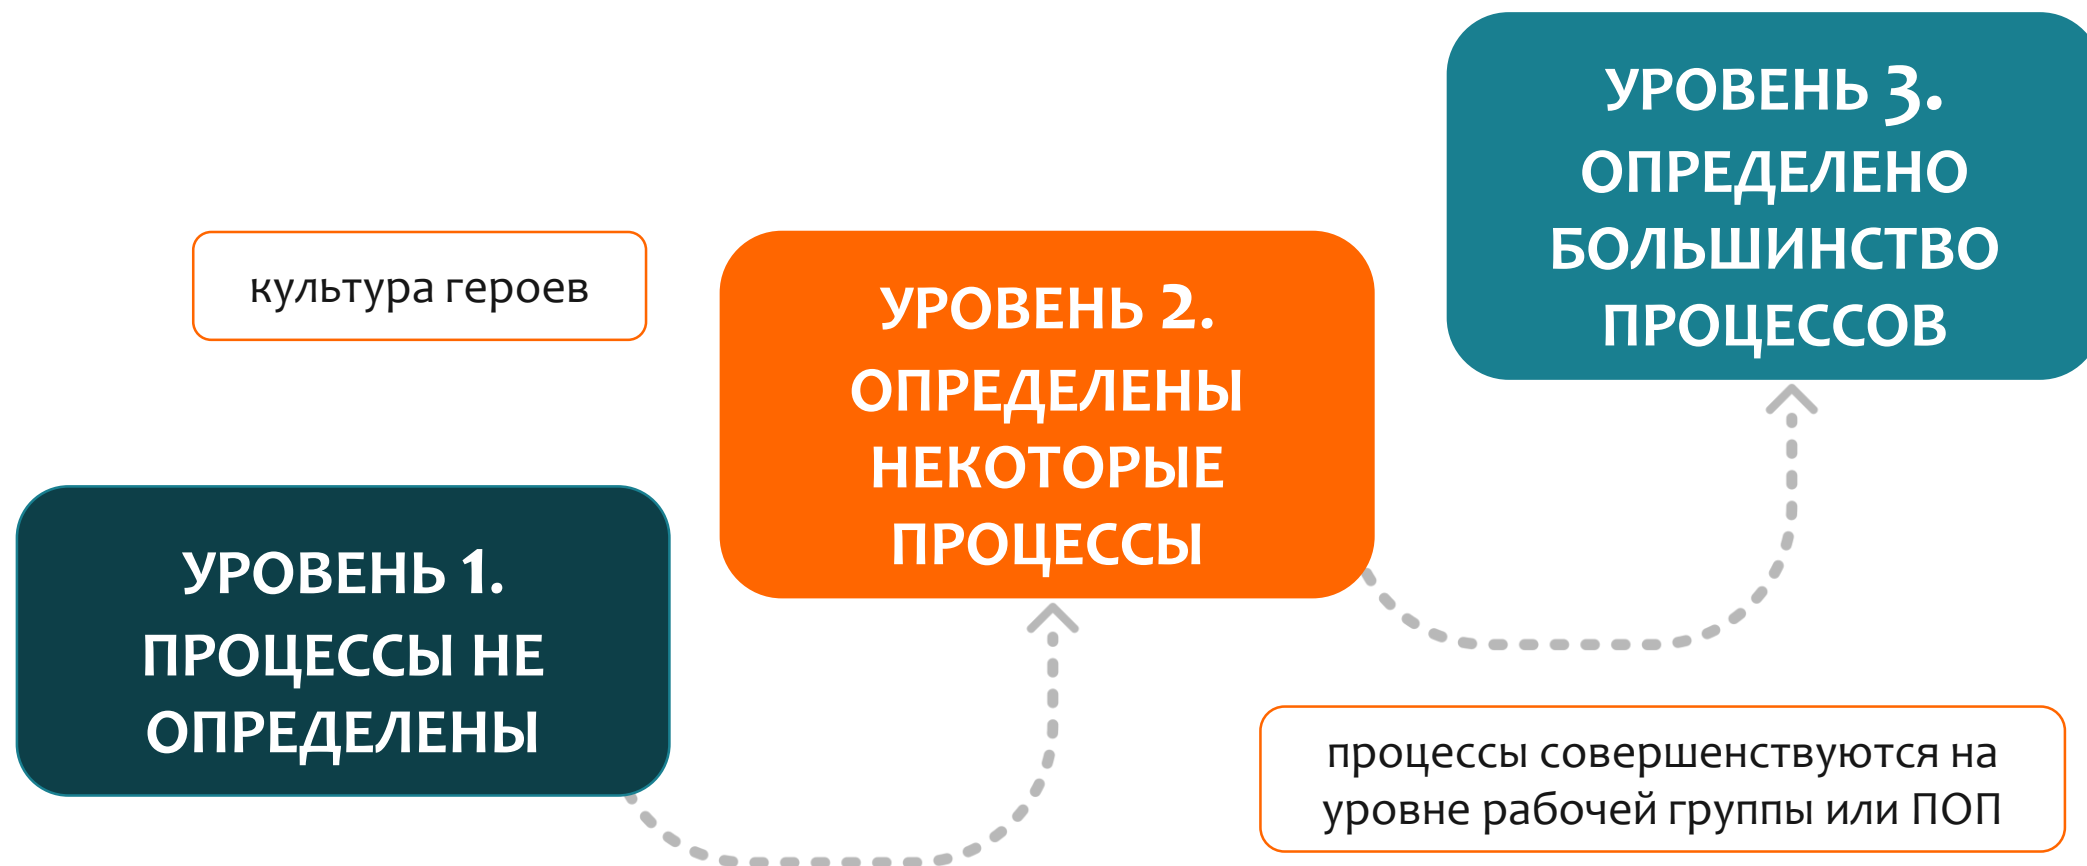 культура героев
УРОВЕНЬ 1.
ПРОЦЕССЫ НЕ
ОПРЕДЕЛЕНЫ
УРОВЕНЬ 2.
ОПРЕДЕЛЕНЫ
НЕКОТОРЫЕ
ПРОЦЕССЫ
УРОВЕНЬ 3.
ОПРЕДЕЛЕНО
БОЛЬШИНСТВО
ПРОЦЕССОВ
процессы совершенствуются на
уровне рабочей группы или ПОП